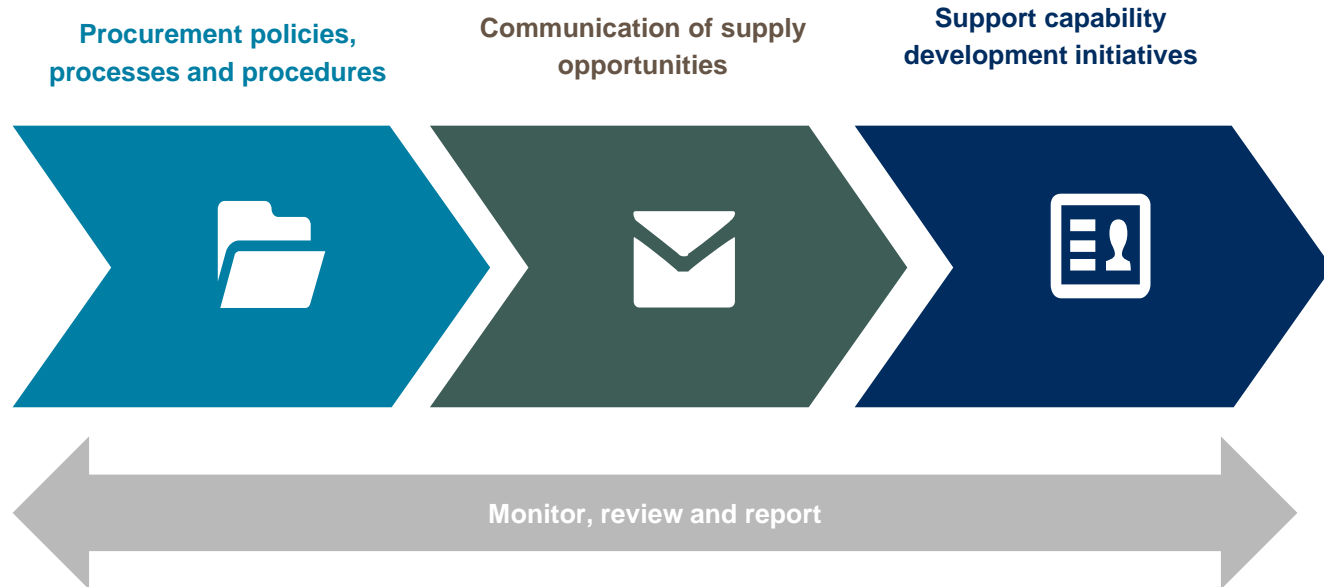 Procurement policies,
processes and procedures
Communication of supply
opportunities
Support capability
development initiatives
Monitor, review and report